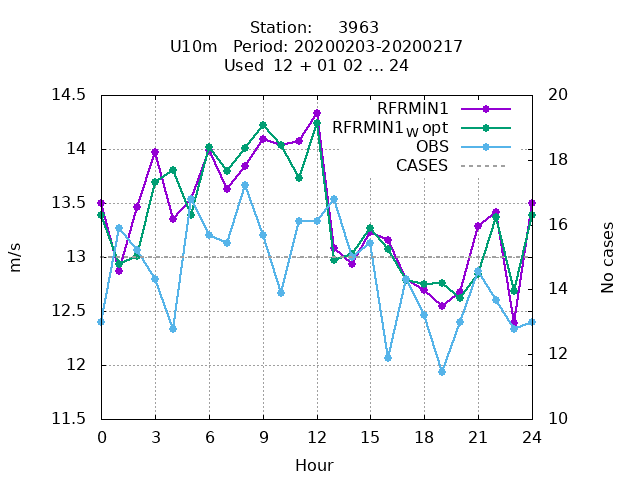 Station: 3963
U10m Period: 20200203-20200217
Used 12 + 01 02 ... 24
14.5
14
13.5
13
12.5
12
11.5
20
18
16
14
12
10
RFRMIN1
RFRMIN1wopt
OBS
CASES
m/s
No cases
0 3 6 9 12 15 18 21 24
Hour